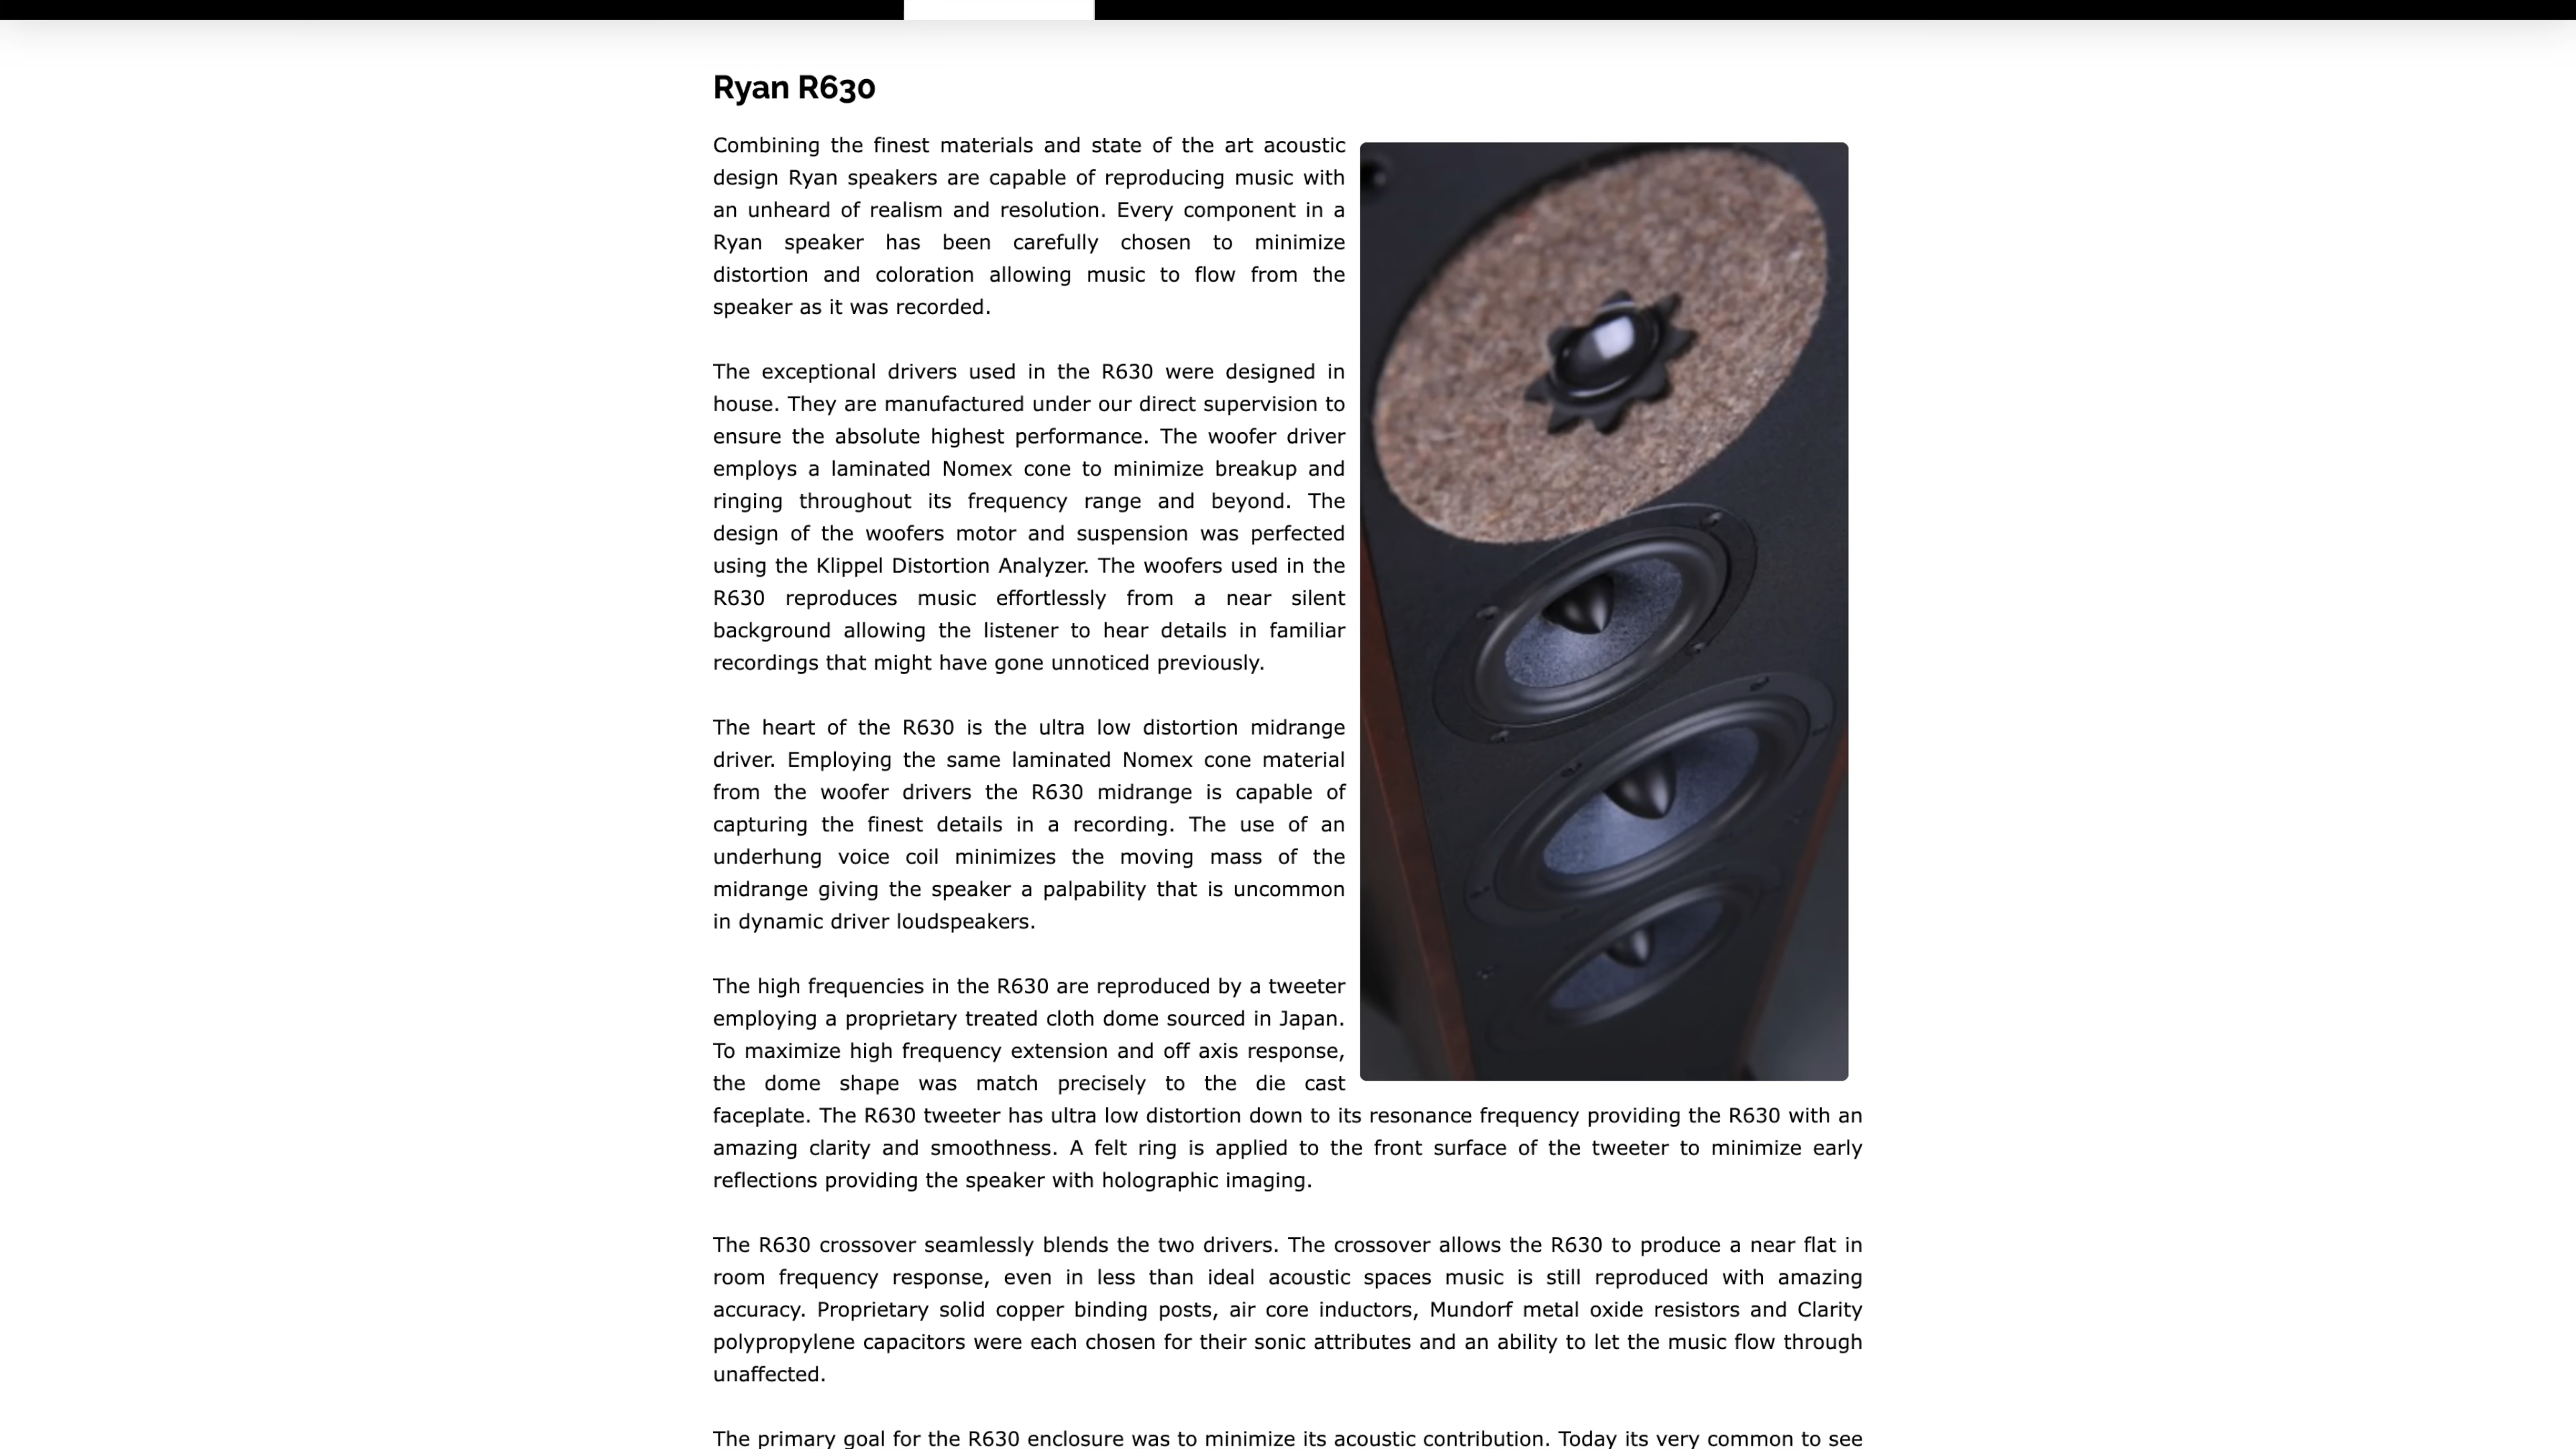 Ryan R630
Combining the finest materials and state of the art acoustic
design Ryan speakers are capable of reproducing music with
an unheard of realism and resolution. Every component in a
Ryan speaker has been carefully chosen to minimize
distortion and coloration allowing music to flow from the
speaker as it was recorded.
The exceptional drivers used in the R630 were designed in
house. They are manufactured under our direct supervision to
ensure the absolute highest performance. The woofer driver
employs a laminated Nomex cone to minimize breakup and
ringing throughout its frequency range and beyond. The
design of the woofers motor and suspension was perfected
using the Klippel Distortion Analyzer. The woofers used in the
R630 reproduces music effortlessly from a near silent
background allowing the listener to hear details in familiar
recordings that might have gone unnoticed previously.
The heart of the R630 is the ultra low distortion midrange
driver. Employing the same laminated Nomex cone material
from the woofer drivers the R630 midrange is capable of
capturing the finest details in a recording. The use of an
underhung voice coil minimizes the moving mass of the
midrange giving the speaker a palpability that is uncommon
in dynamic driver loudspeakers.
The high frequencies in the R630 are reproduced by a tweeter
employing a proprietary treated cloth dome sourced in Japan.
To maximize high frequency extension and off axis response,
the dome shape was match precisely to the die cast
faceplate. The R630 tweeter has ultra low distortion down to its resonance frequency providing the R630 with an
amazing clarity and smoothness. A felt ring is applied to the front surface of the tweeter to minimize early
reflections providing the speaker with holographic imaging.
The R630 crossover seamlessly blends the two drivers. The crossover allows the R630 to produce a near flat in
room frequency response, even in less than ideal acoustic spaces music is still reproduced with amazing
accuracy. Proprietary solid copper binding posts, air core inductors, Mundorf metal oxide resistors and Clarity
polypropylene capacitors were each chosen for their sonic attributes and an ability to let the music flow through
unaffected.
The primary goal for the R630 enclosure was to minimize its acoustic contribution. Today its very common to see